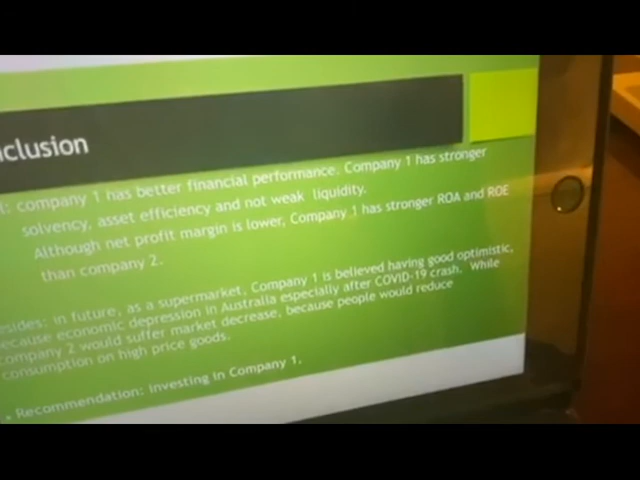 clusion
l: company 1 has better financial performance. Company 1 has stronger
solvency, asset efficiency and not weak liquidity.
Although net profit margin is lower, Company 1 has stronger ROA and ROE
than company 2.
esides: in future, as a supermarket, Company 1 is believed having good optimistic,
ecause economic depression in Australia especially after COVID-19 crash. While
company 2 would suffer market decrease, because people would reduce
consumption on high price goods.
Recommendation: investing in Company 1.